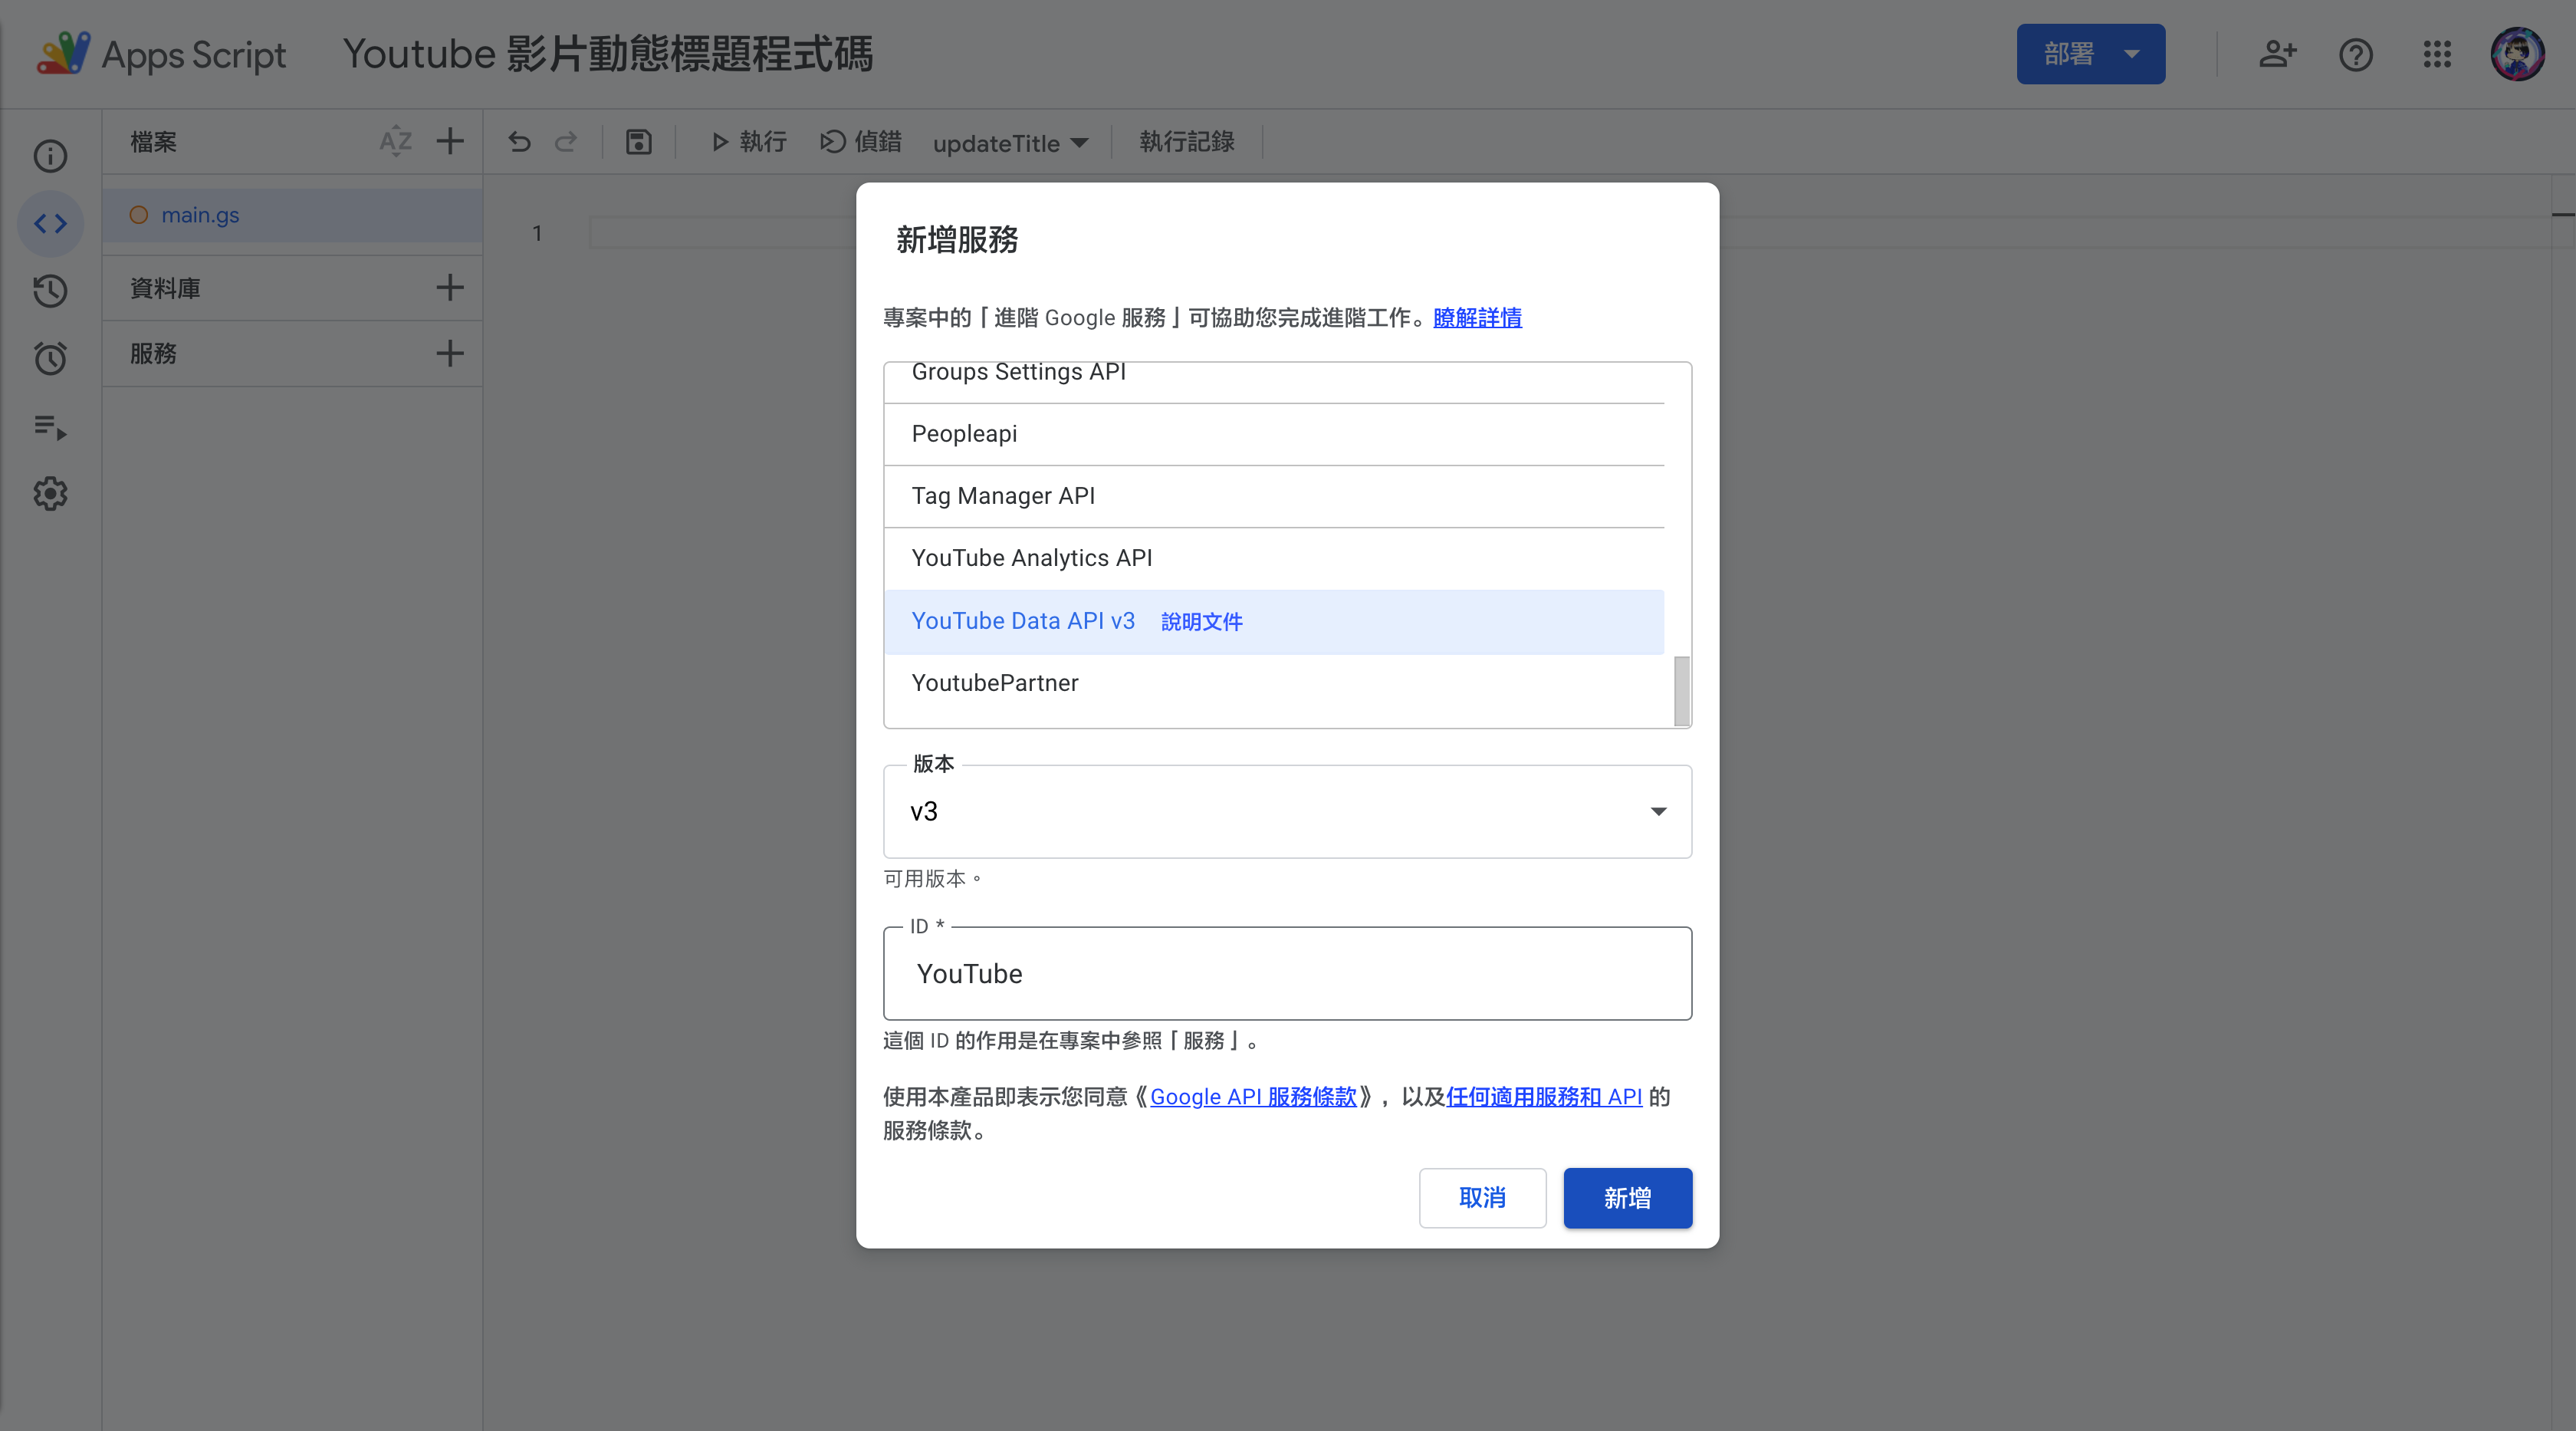 Apps Script
Youtube 影片動態標題程式碼
部署
檔案
AZ
執行
偵錯
updateTitle
執行記錄
main.gs
1
資料庫
服務
新增服務
專案中的「進階 Google 服務」可協助您完成進階工作。瞭解詳情
Groups Settings API
Peopleapi
Tag Manager API
YouTube Analytics API
YouTube Data API v3 說明文件
YoutubePartner
版本
v3
可用版本。
ID *
YouTube
這個 ID 的作用是在專案中參照「服務」。
使用本產品即表示您同意《Google API 服務條款》，以及任何適用服務和 API 的
服務條款。
取消
新增